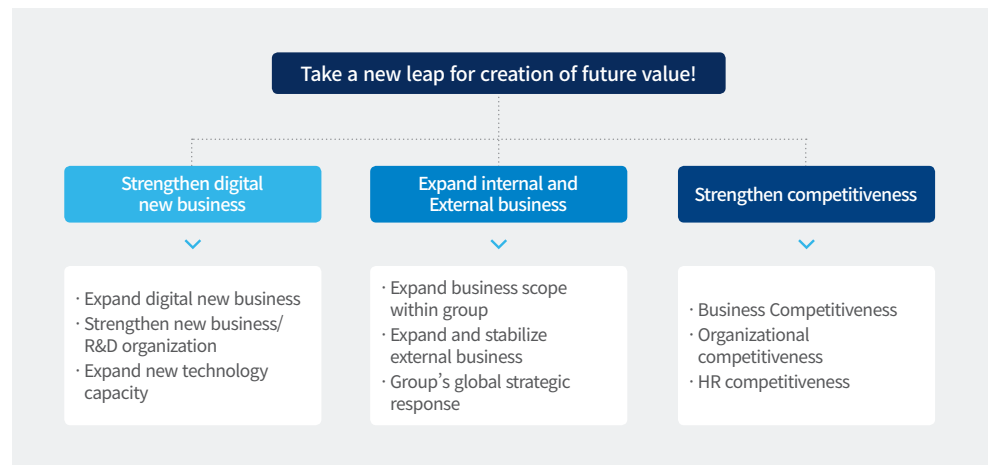 Take a new leap for creation of future value!
Strengthen digital
new business
· Expand digital new business
· Strengthen new business/
R&D organization
· Expand new technology
capacity
Expand internal and
External business
· Expand business scope
within group
· Expand and stabilize
external business
· Group's global strategic
response
Strengthen competitiveness
· Business Competitiveness
· Organizational
competitiveness
· HR competitiveness